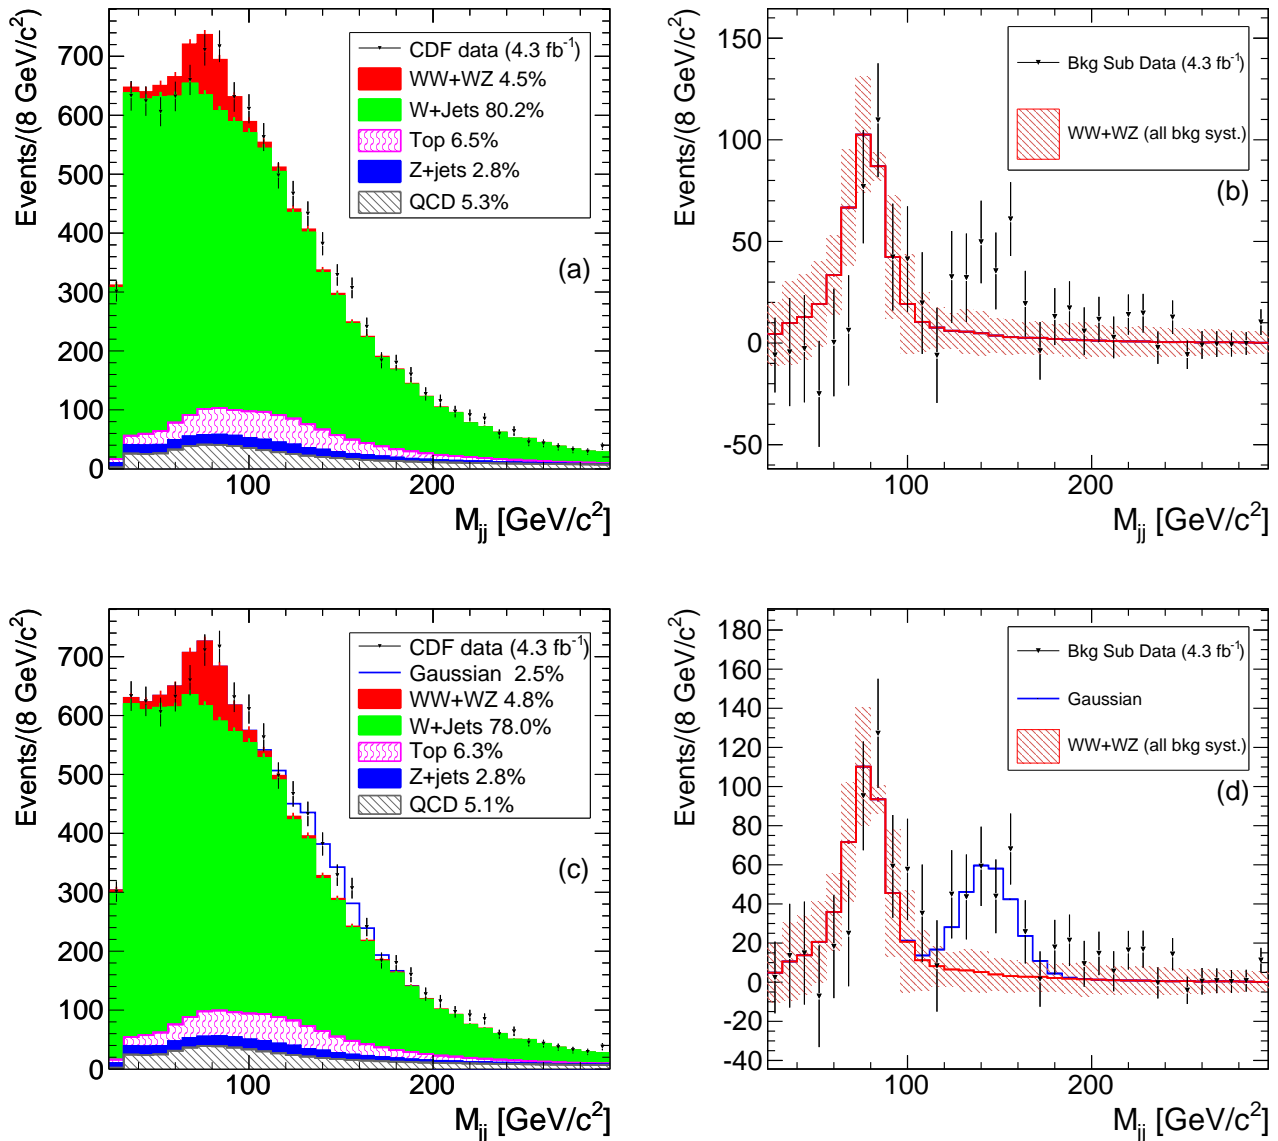 Events/(8 GeV/c²)
700
600
500
400
300
200
100
0
100
200
M_jj [GeV/c²]
CDF data (4.3 fb⁻¹)
WW+WZ 4.5%
W+Jets 80.2%
Top 6.5%
Z+jets 2.8%
QCD 5.3%
(a)
Events/(8 GeV/c²)
150
100
50
0
-50
100
200
M_jj [GeV/c²]
Bkg Sub Data (4.3 fb⁻¹)
WW+WZ (all bkg syst.)
(b)
Events/(8 GeV/c²)
700
600
500
400
300
200
100
0
100
200
M_jj [GeV/c²]
CDF data (4.3 fb⁻¹)
Gaussian 2.5%
WW+WZ 4.8%
W+Jets 78.0%
Top 6.3%
Z+jets 2.8%
QCD 5.1%
(c)
Events/(8 GeV/c²)
180
160
140
120
100
80
60
40
20
0
-20
-40
100
200
M_jj [GeV/c²]
Bkg Sub Data (4.3 fb⁻¹)
Gaussian
WW+WZ (all bkg syst.)
(d)